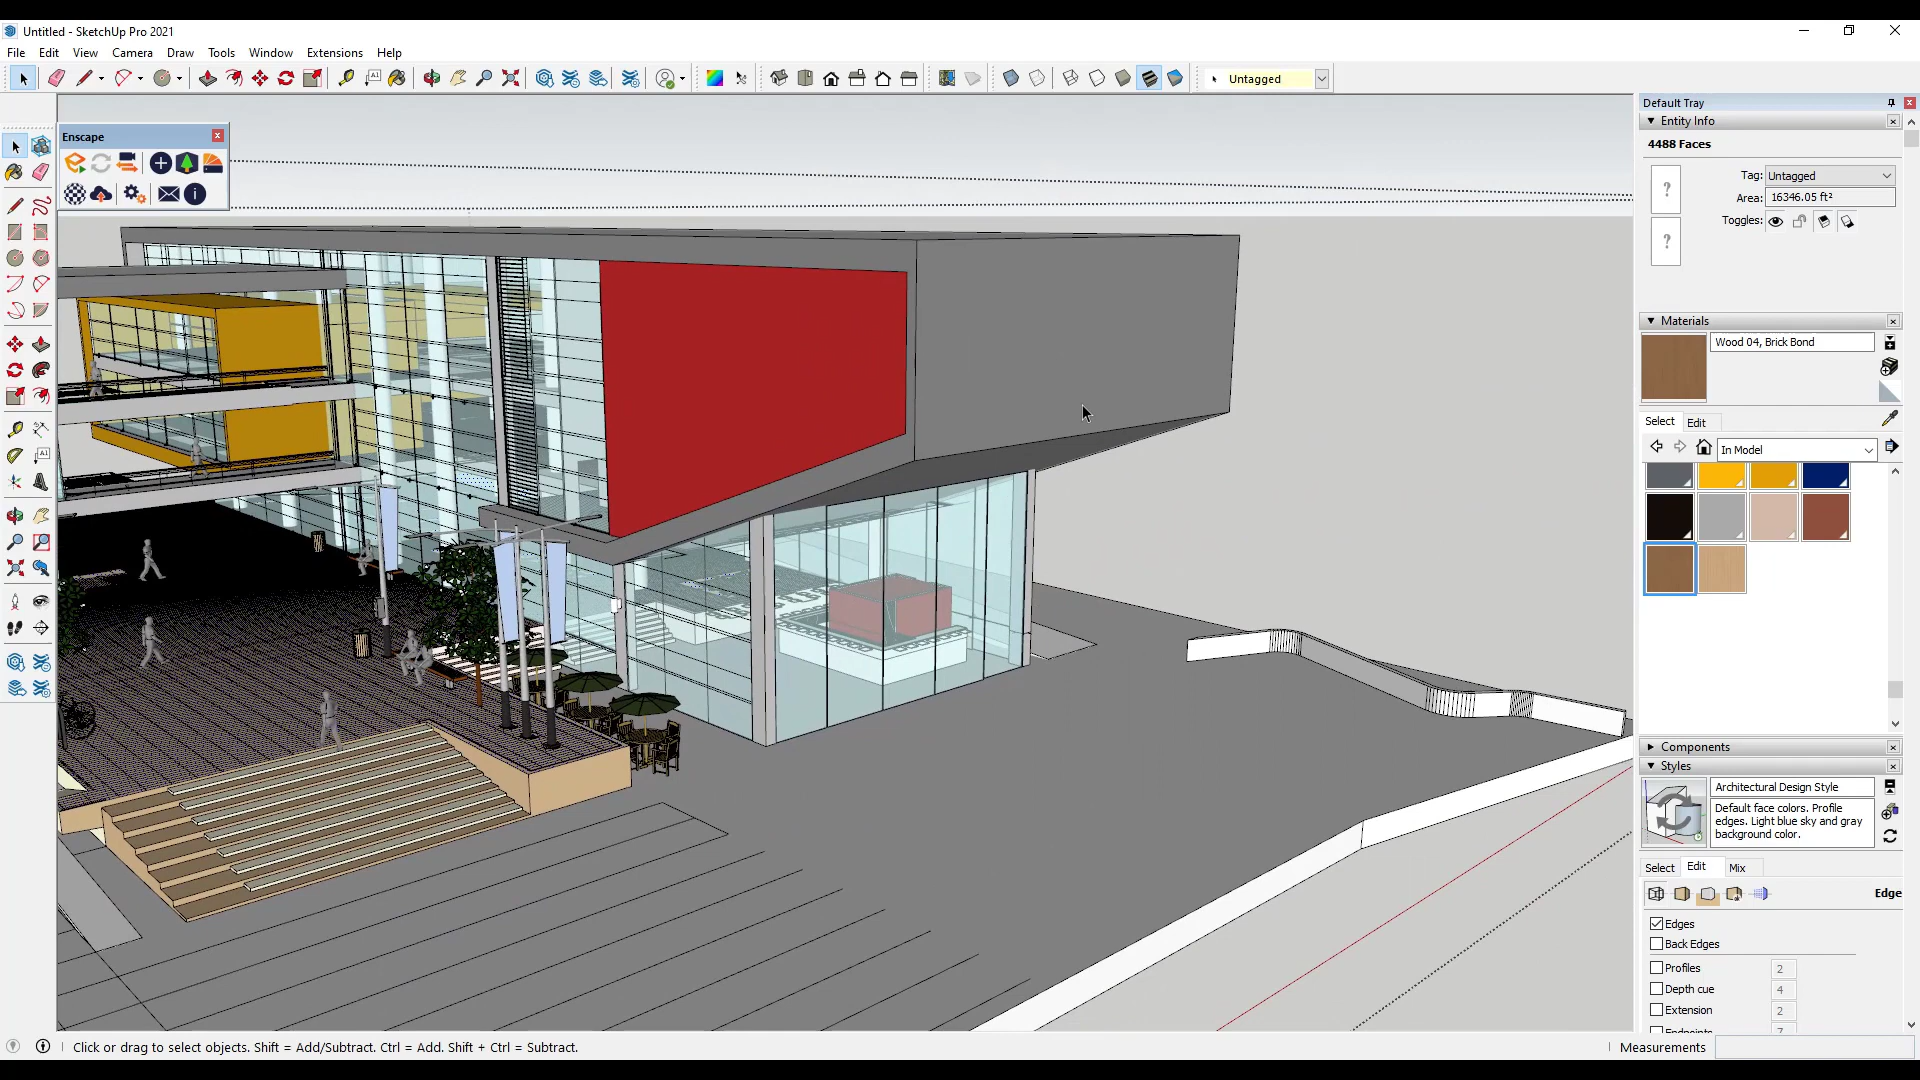 Untitled - SketchUp Pro 2021
File Edit View Camera Draw Tools Window Extensions Help
Untagged
Enscape
Default Tray
Entity Info
4488 Faces
Tag: Untagged
Area: 16346.05 ft²
Toggles:
Materials
Wood 04, Brick Bond
Select Edit
In Model
Components
Styles
Architectural Design Style
Default face colors. Profile
edges. Light blue sky and gray
background color.
Select Edit Mix
Edge
Edges
Back Edges
Profiles 2
Depth cue 4
Extension 2
Endpoints 7
Click or drag to select objects. Shift = Add/Subtract. Ctrl = Add. Shift + Ctrl = Subtract.
Measurements